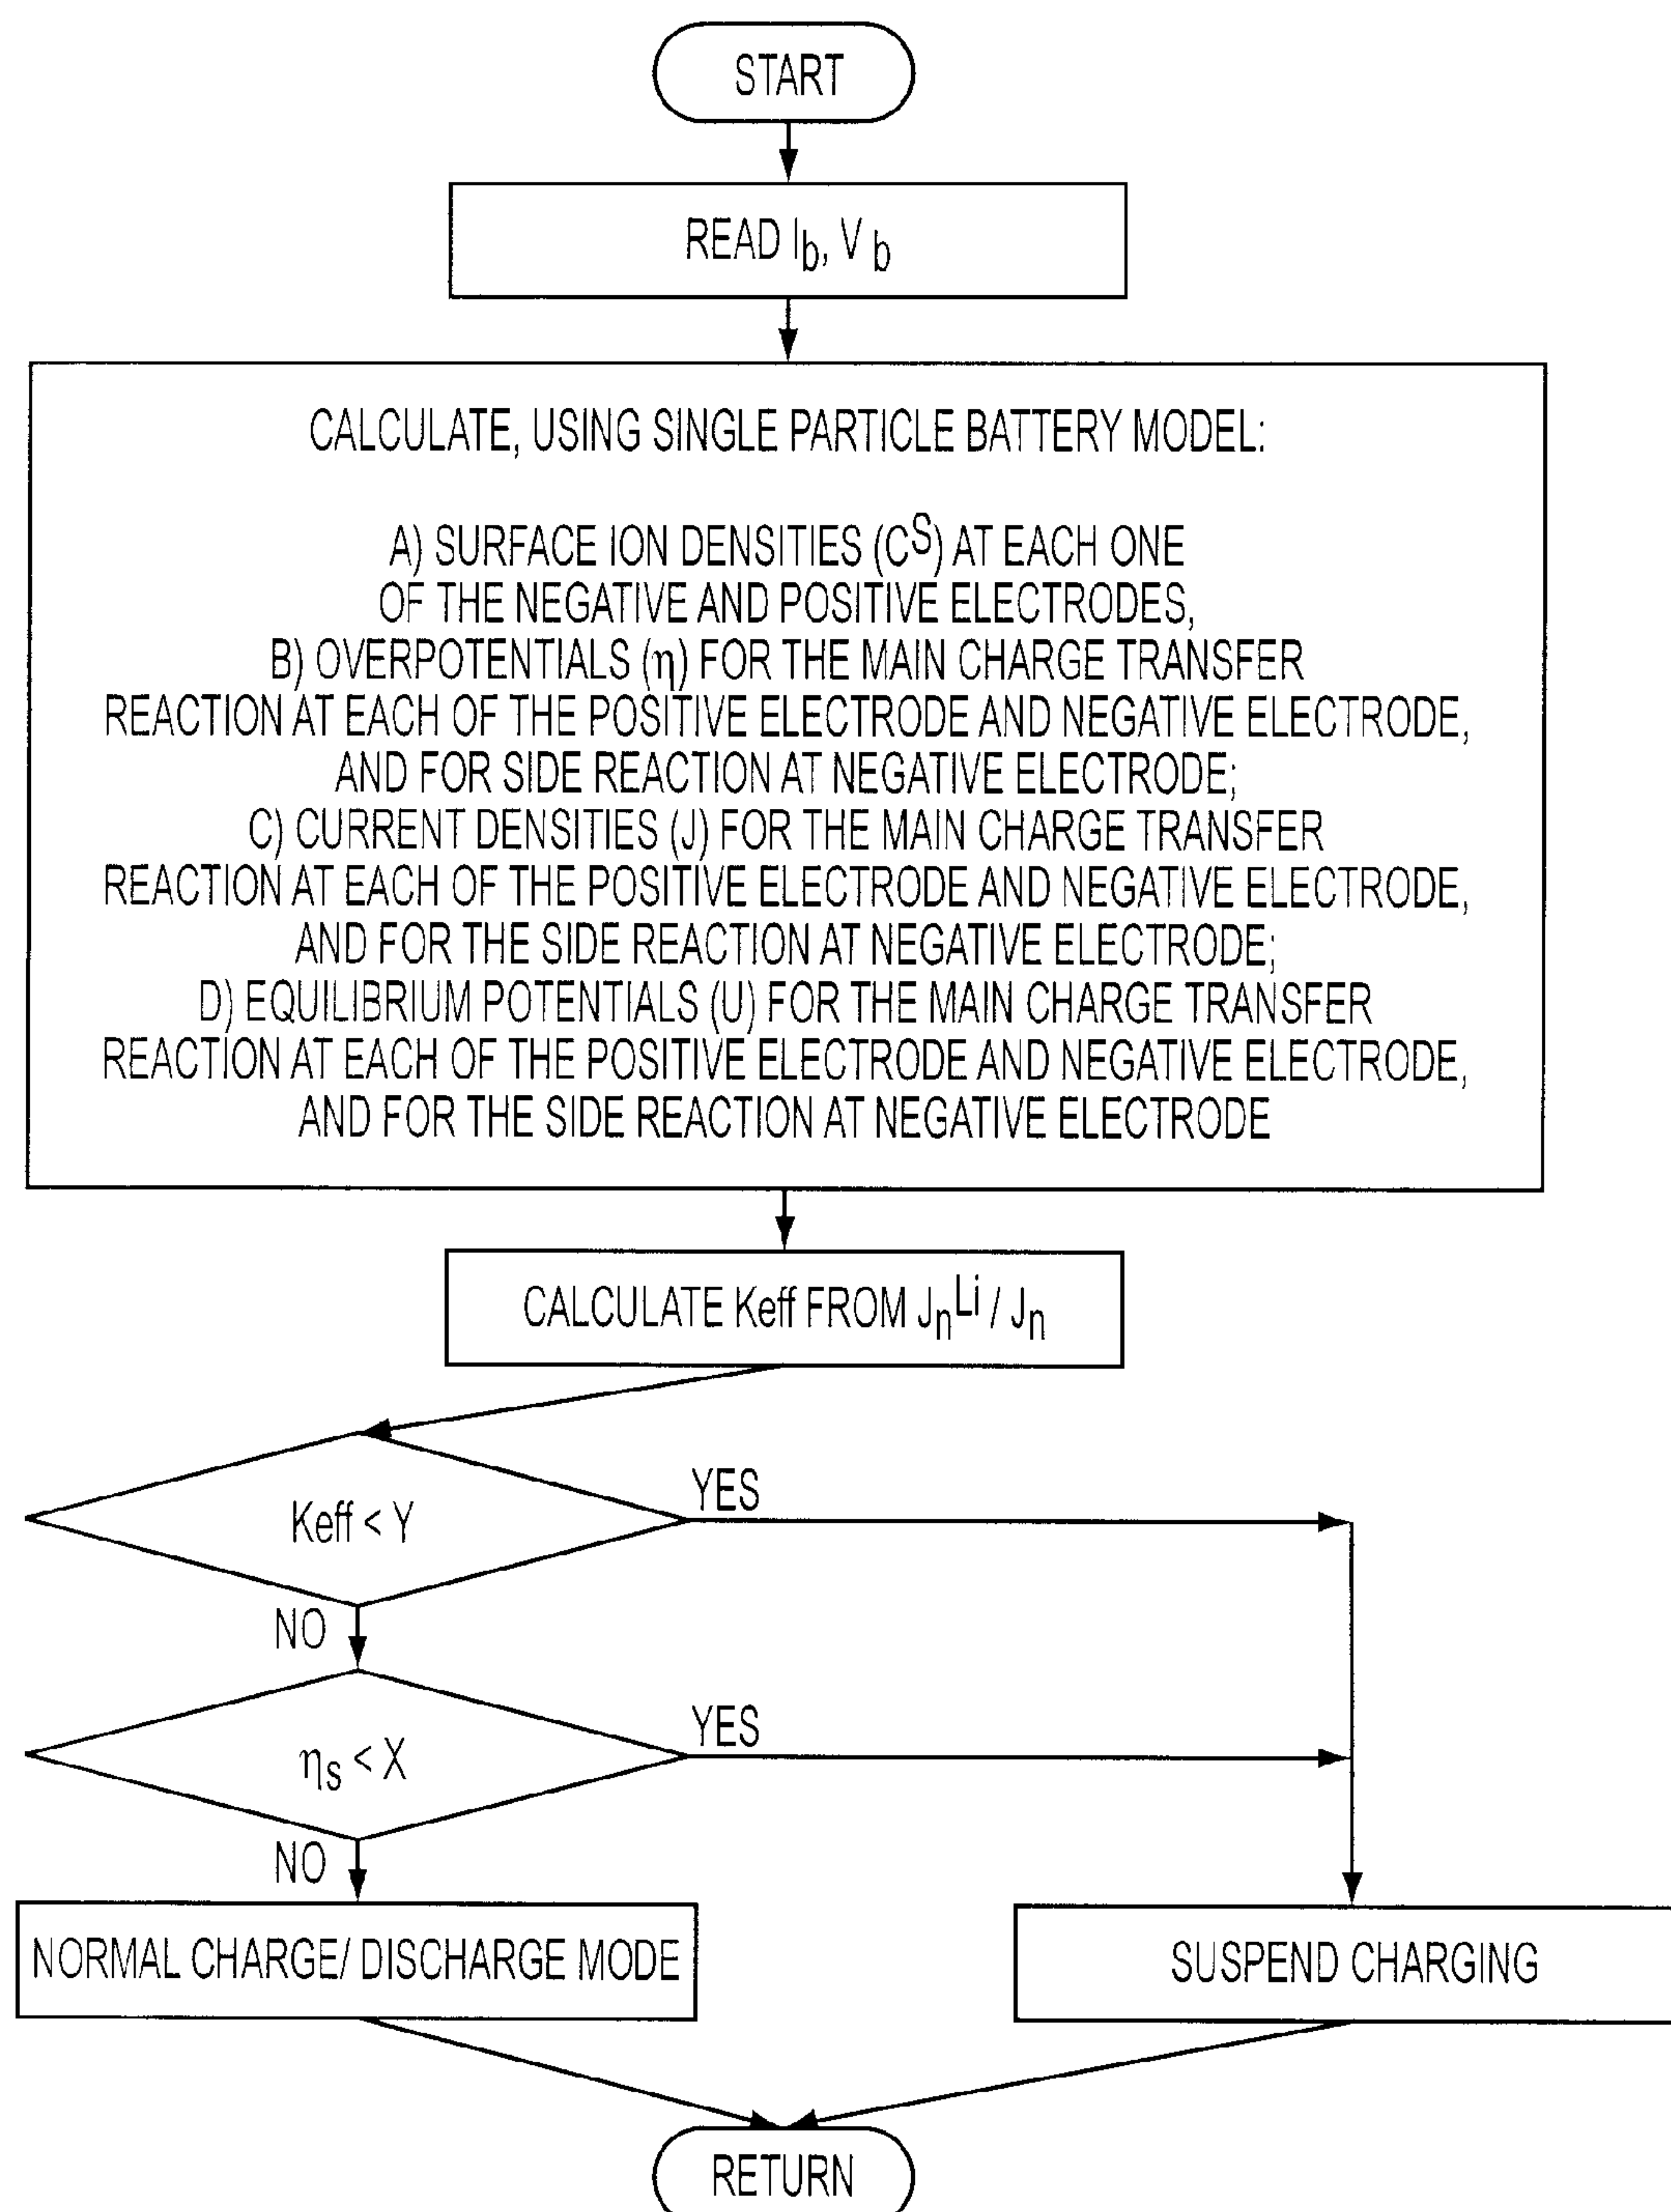 START
READ Ib, Vb
CALCULATE, USING SINGLE PARTICLE BATTERY MODEL:
A) SURFACE ION DENSITIES (CS) AT EACH ONE
OF THE NEGATIVE AND POSITIVE ELECTRODES,
B) OVERPOTENTIALS (η) FOR THE MAIN CHARGE TRANSFER
REACTION AT EACH OF THE POSITIVE ELECTRODE AND NEGATIVE ELECTRODE,
AND FOR SIDE REACTION AT NEGATIVE ELECTRODE;
C) CURRENT DENSITIES (J) FOR THE MAIN CHARGE TRANSFER
REACTION AT EACH OF THE POSITIVE ELECTRODE AND NEGATIVE ELECTRODE,
AND FOR THE SIDE REACTION AT NEGATIVE ELECTRODE;
D) EQUILIBRIUM POTENTIALS (U) FOR THE MAIN CHARGE TRANSFER
REACTION AT EACH OF THE POSITIVE ELECTRODE AND NEGATIVE ELECTRODE,
AND FOR THE SIDE REACTION AT NEGATIVE ELECTRODE
CALCULATE Keff FROM JnLi / Jn
Keff < Y
YES
NO
ηs < X
YES
NO
NORMAL CHARGE/ DISCHARGE MODE
SUSPEND CHARGING
RETURN